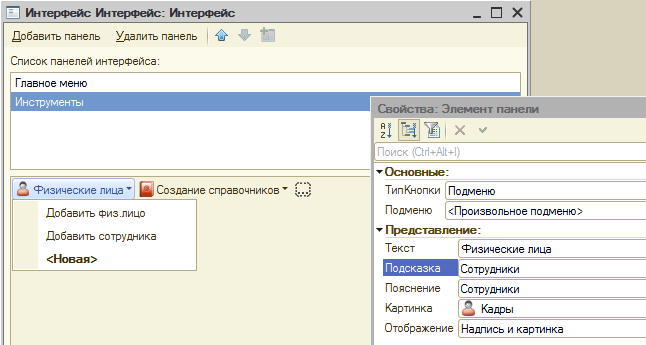 Интерфейс Интерфейс: Интерфейс
Добавить панель Удалить панель
Список панелей интерфейса:
Главное меню
Инструменты
Физические лица Создание справочников
Добавить физ.лицо
Добавить сотрудника
<Новая>
Свойства: Элемент панели
Поиск (Ctrl+Alt+I)
Основные:
ТипКнопки Подменю
Подменю <Произвольное подменю>
Представление:
Текст Физические лица
Подсказка Сотрудники
Пояснение Сотрудники
Картинка Кадры
Отображение Надпись и картинка